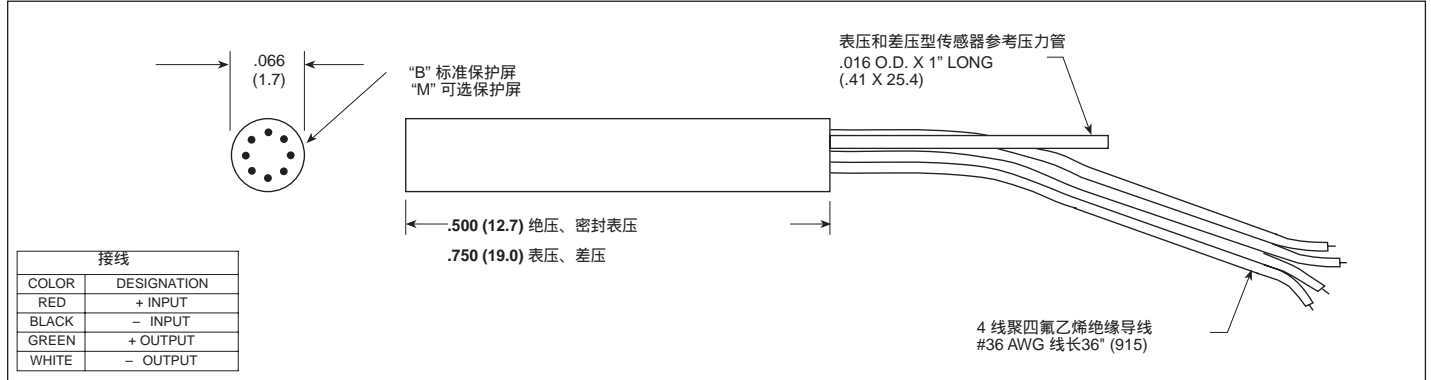 .066
(1.7)
“B” 标准保护屏
“M” 可选保护屏
表压和差压型传感器参考压力管
.016 O.D. X 1” LONG
(.41 X 25.4)
.500 (12.7) 绝压、密封表压
.750 (19.0) 表压、差压
接线
COLOR DESIGNATION
RED + INPUT
BLACK – INPUT
GREEN + OUTPUT
WHITE – OUTPUT
4 线聚四氟乙烯绝缘导线
#36 AWG 线长36" (915)